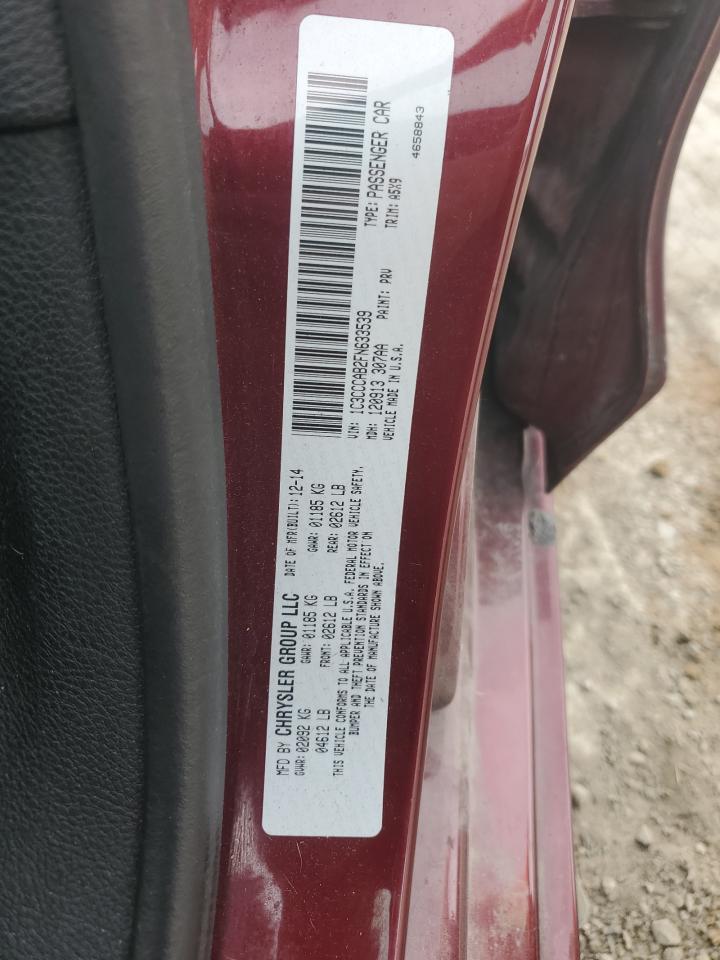 MFD BY CHRYSLER GROUP LLC DATE OF MFR(BUILT): 12-14
GVWR: 02092 KG GAWR: 01185 KG GAWR: 01185 KG
04612 LB FRONT: 02612 LB REAR: 02612 LB
THIS VEHICLE CONFORMS TO ALL APPLICABLE U.S.A. FEDERAL MOTOR VEHICLE SAFETY,
BUMPER AND THEFT PREVENTION STANDARDS IN EFFECT ON
THE DATE OF MANUFACTURE SHOWN ABOVE.
VIN: 1C3CCCAB2FN633539 TYPE: PASSENGER CAR
MDH: 120913 307AA PAINT: PRV TRIM: A5X9
VEHICLE MADE IN U.S.A. 4658843